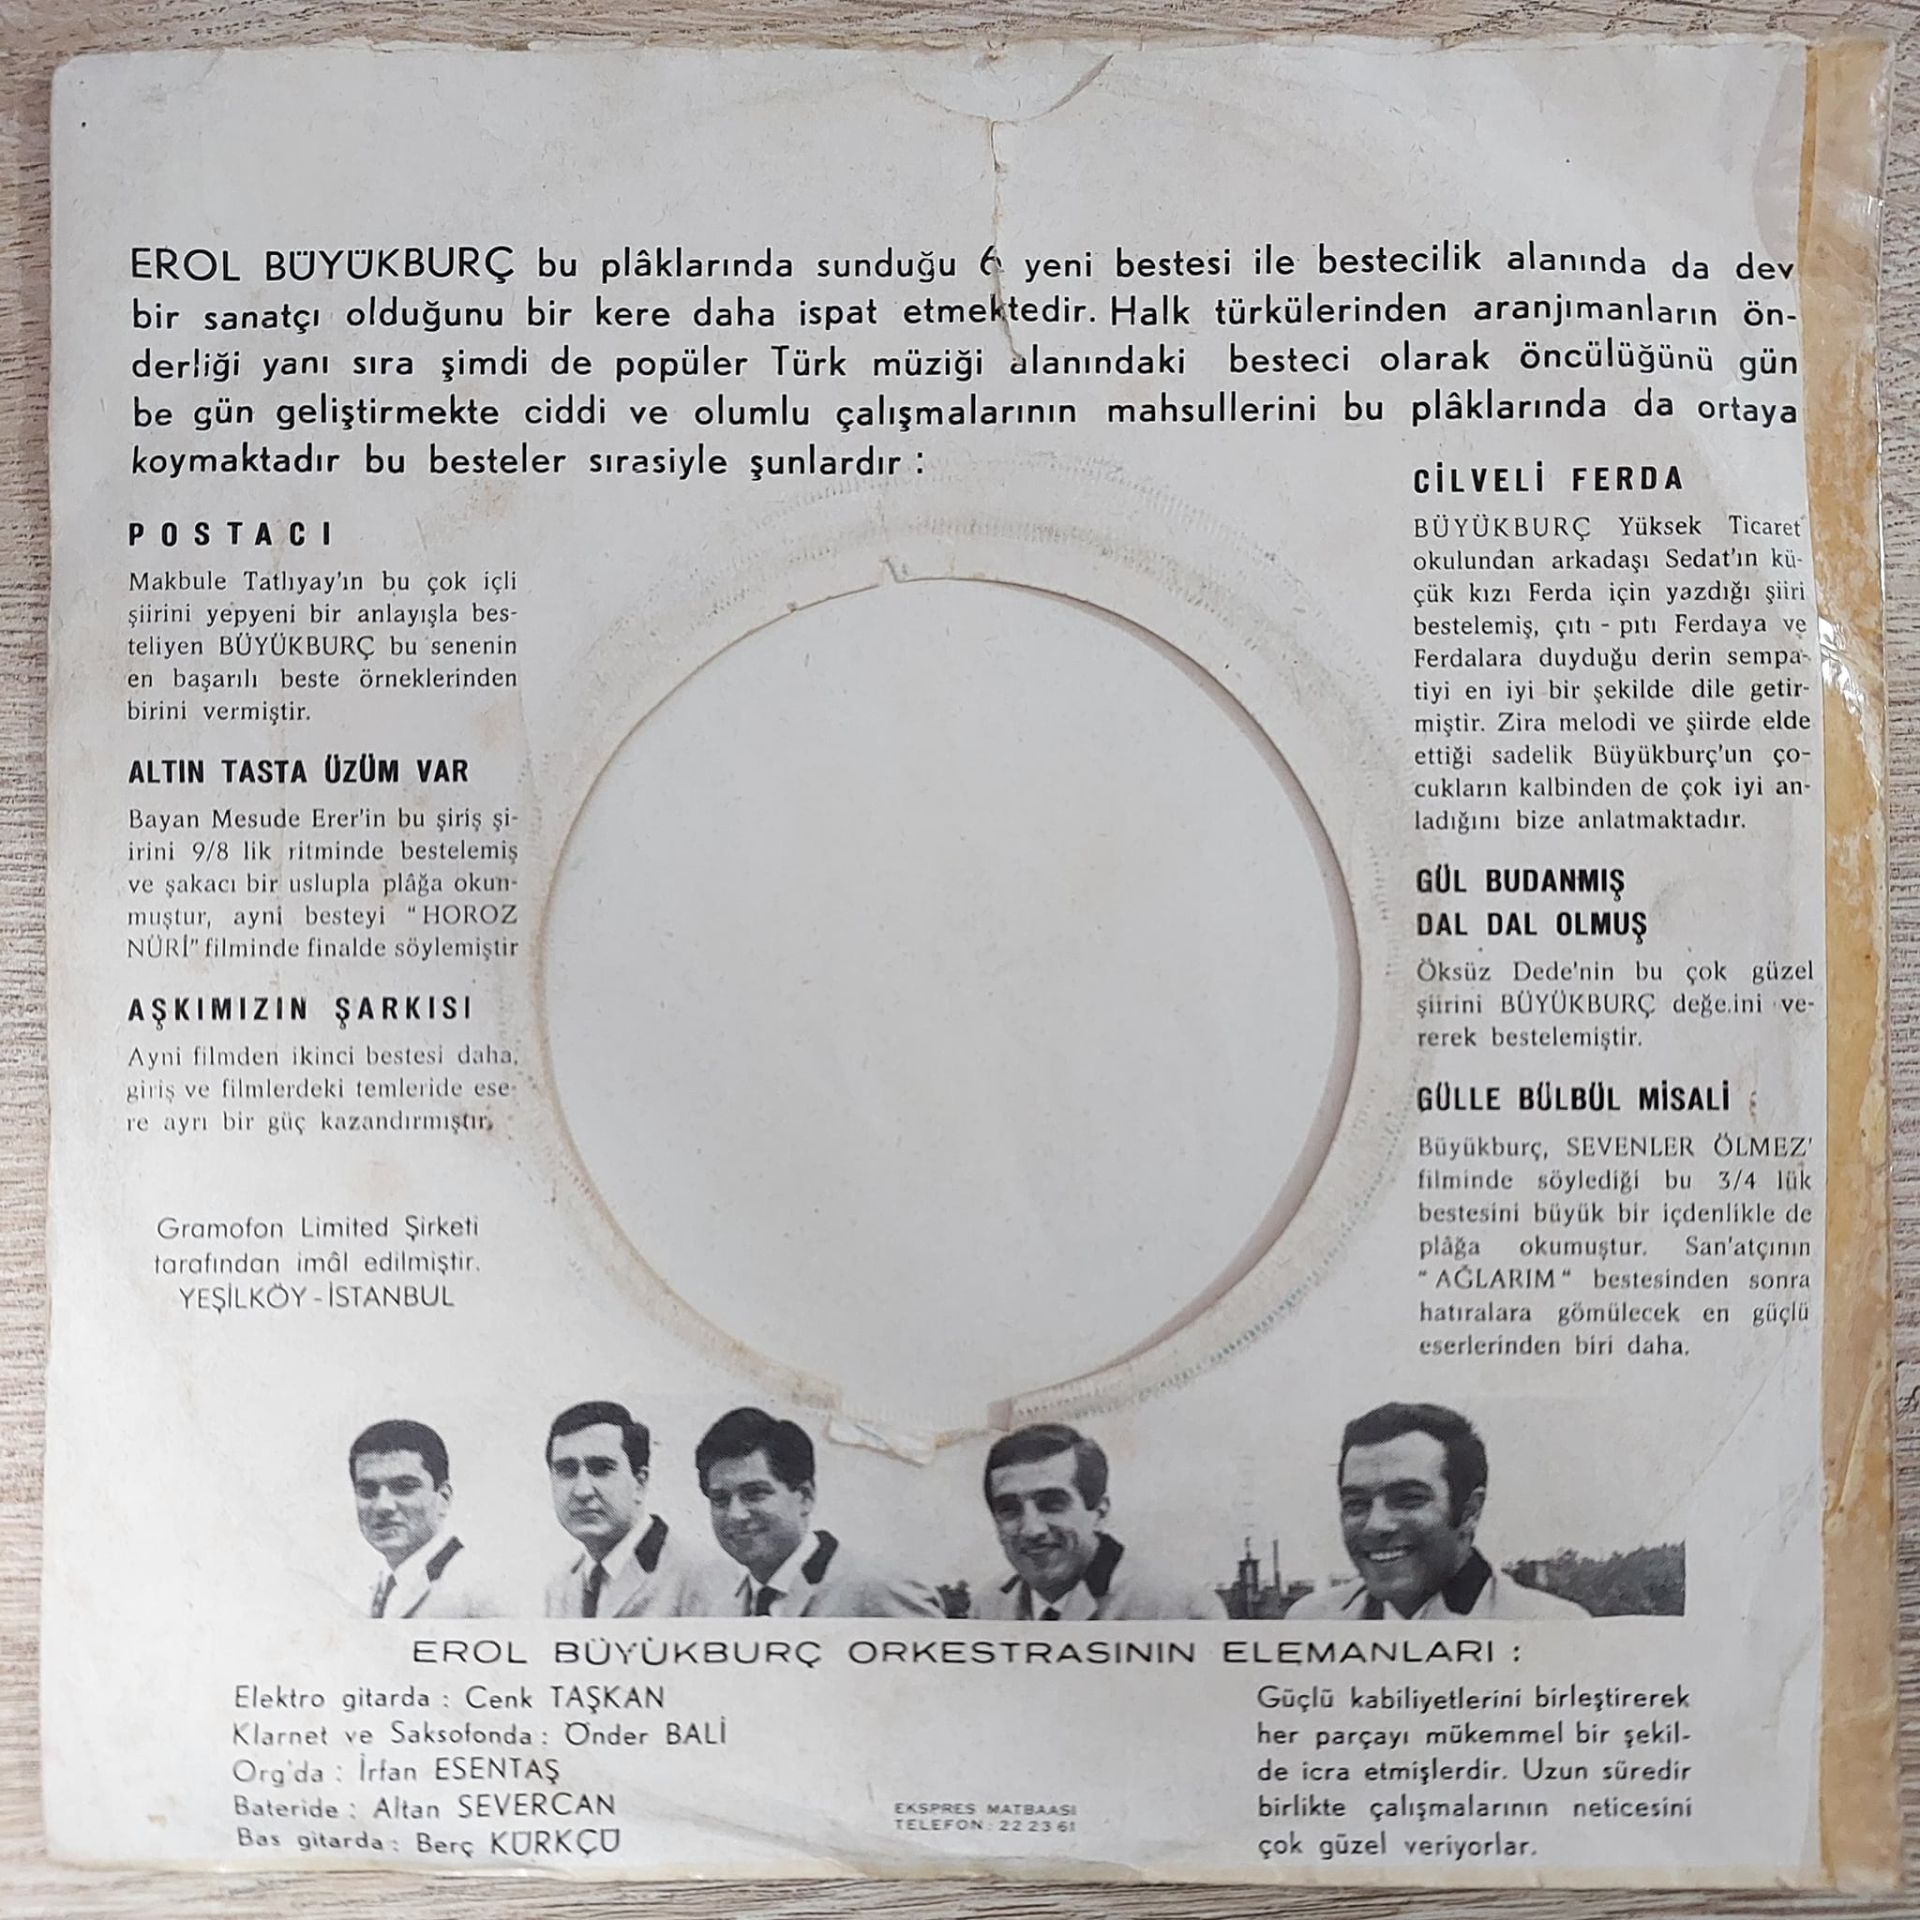 EROL BÜYÜKBURÇ bu plâklarında sunduğu 6 yeni bestesi ile bestecilik alanında da dev
bir sanatçı olduğunu bir kere daha ispat etmektedir. Halk türkülerinden aranjımanların ön-
derliği yanı sıra şimdi de popüler Türk müziği alanındaki besteci olarak öncülüğünü gün
be gün geliştirmekte ciddi ve olumlu çalışmalarının mahsullerini bu plâklarında da ortaya
koymaktadır bu besteler sırasiyle şunlardır :
POSTACI
Makbule Tatlıyay'ın bu çok içli
şiirini yepyeni bir anlayışla bes-
teliyen BÜYÜKBURÇ bu senenin
en başarılı beste örneklerinden
birini vermiştir.
ALTIN TASTA ÜZÜM VAR
Bayan Mesude Erer'in bu şiriş şi-
irini 9/8 lik ritminde bestelemiş
ve şakacı bir uslupla plâğa okun-
muştur, ayni besteyi "HOROZ
NÜRİ" filminde finalde söylemiştir
AŞKIMIZIN ŞARKISI
Ayni filmden ikinci bestesi daha,
giriş ve filmlerdeki temleride ese-
re ayrı bir güç kazandırmıştır.
Gramofon Limited Şirketi
tarafından imâl edilmiştir.
YEŞİLKÖY - İSTANBUL
CİLVELİ FERDA
BÜYÜKBURÇ Yüksek Ticaret
okulundan arkadaşı Sedat'ın kü-
çük kızı Ferda için yazdığı şiiri
bestelemiş, çıtı - pıtı Ferdaya ve
Ferdalara duyduğu derin sempa-
tiyi en iyi bir şekilde dile getir-
miştir. Zira melodi ve şiirde elde
ettiği sadelik Büyükburç'un ço-
cukların kalbinden de çok iyi an-
ladığını bize anlatmaktadır.
GÜL BUDANMIŞ
DAL DAL OLMUŞ
Öksüz Dede'nin bu çok güzel
şiirini BÜYÜKBURÇ değe.ini ve-
rerek bestelemiştir.
GÜLLE BÜLBÜL MİSALİ :
Büyükburç, SEVENLER ÖLMEZ'
filminde söylediği bu 3/4 lük
bestesini büyük bir içdenlikle de
plâğa okumuştur. San'atçının
"AĞLARIM" bestesinden sonra
hatıralara gömülecek en güçlü
eserlerinden biri daha.
EROL BÜYÜKBURÇ ORKESTRASININ ELEMANLARI :
Elektro gitarda : Cenk TAŞKAN
Klarnet ve Saksofonda : Önder BALİ
Org'da : İrfan ESENTAŞ
Bateride : Altan SEVERCAN
Bas gitarda : Berç KÜRKÇÜ
EKSPRES MATBAASI
TELEFON : 22 23 61
Güçlü kabiliyetlerini birleştirerek
her parçayı mükemmel bir şekil-
de icra etmişlerdir. Uzun süredir
birlikte çalışmalarının neticesini
çok güzel veriyorlar.